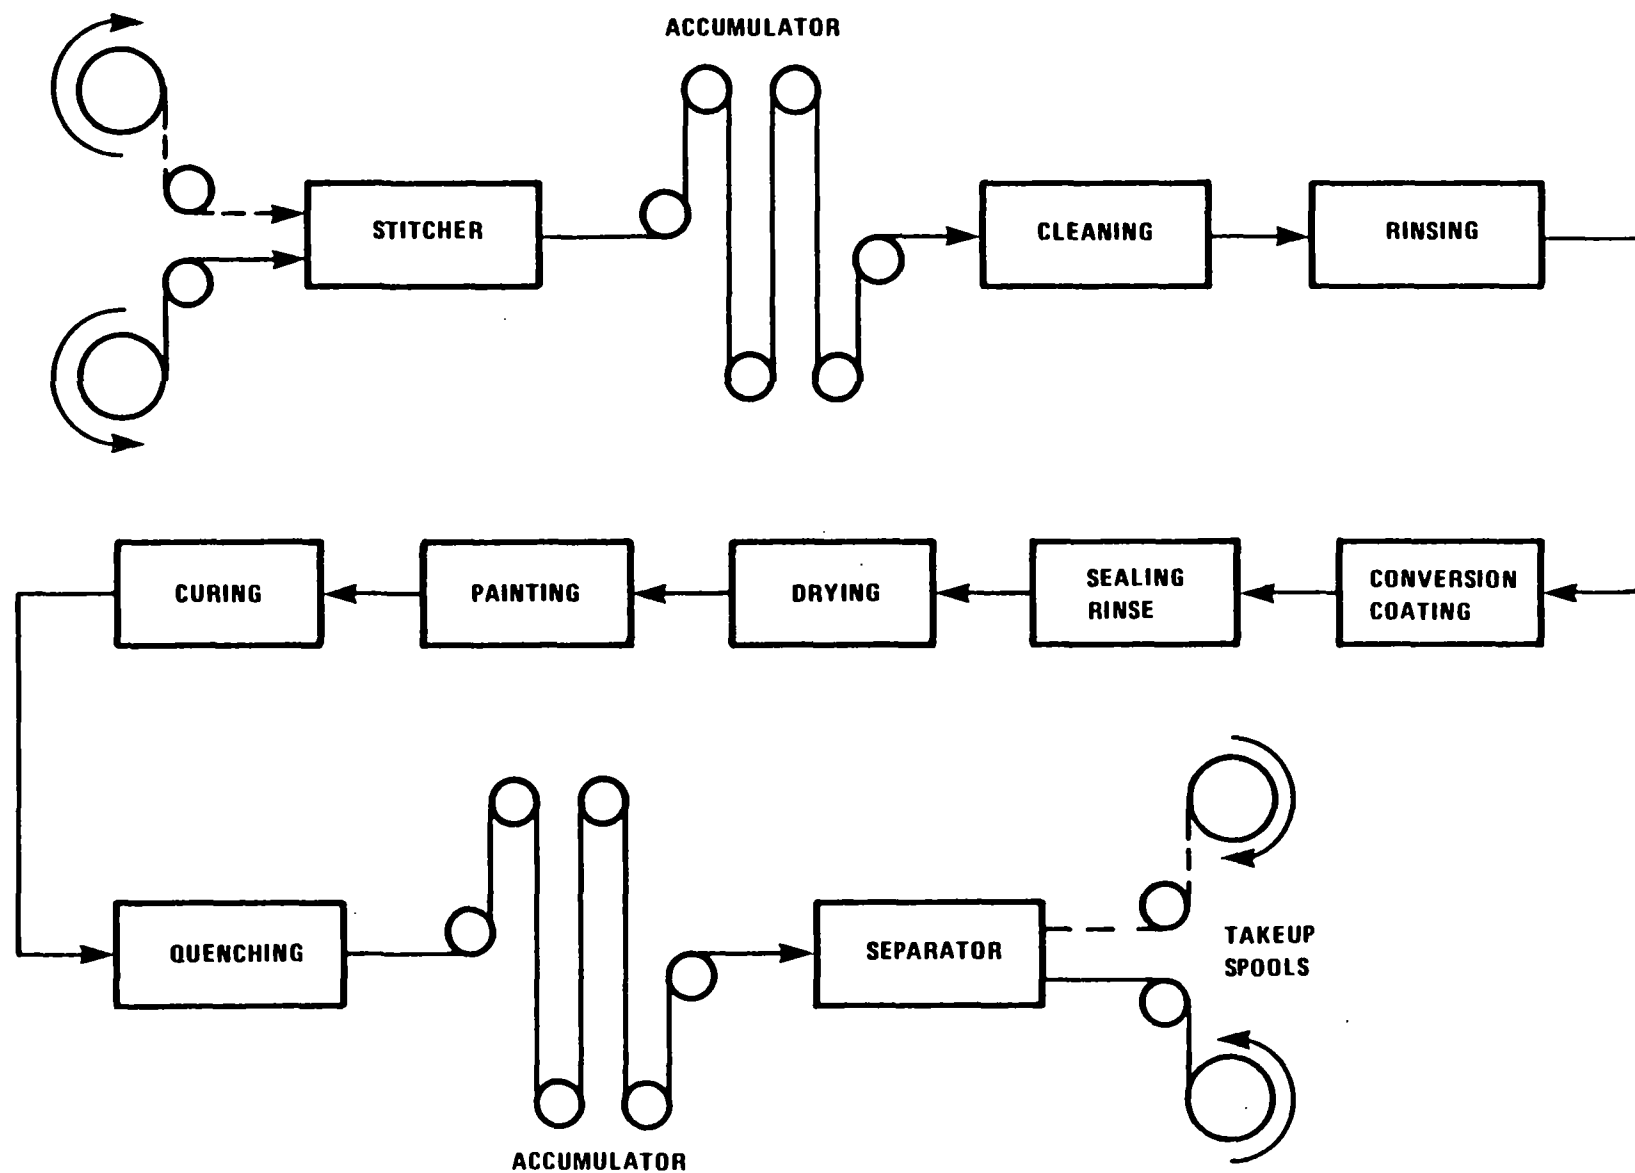 ACCUMULATOR
STITCHER
CLEANING
RINSING
CURING
PAINTING
DRYING
SEALING
RINSE
CONVERSION
COATING
QUENCHING
SEPARATOR
TAKEUP
SPOOLS
ACCUMULATOR